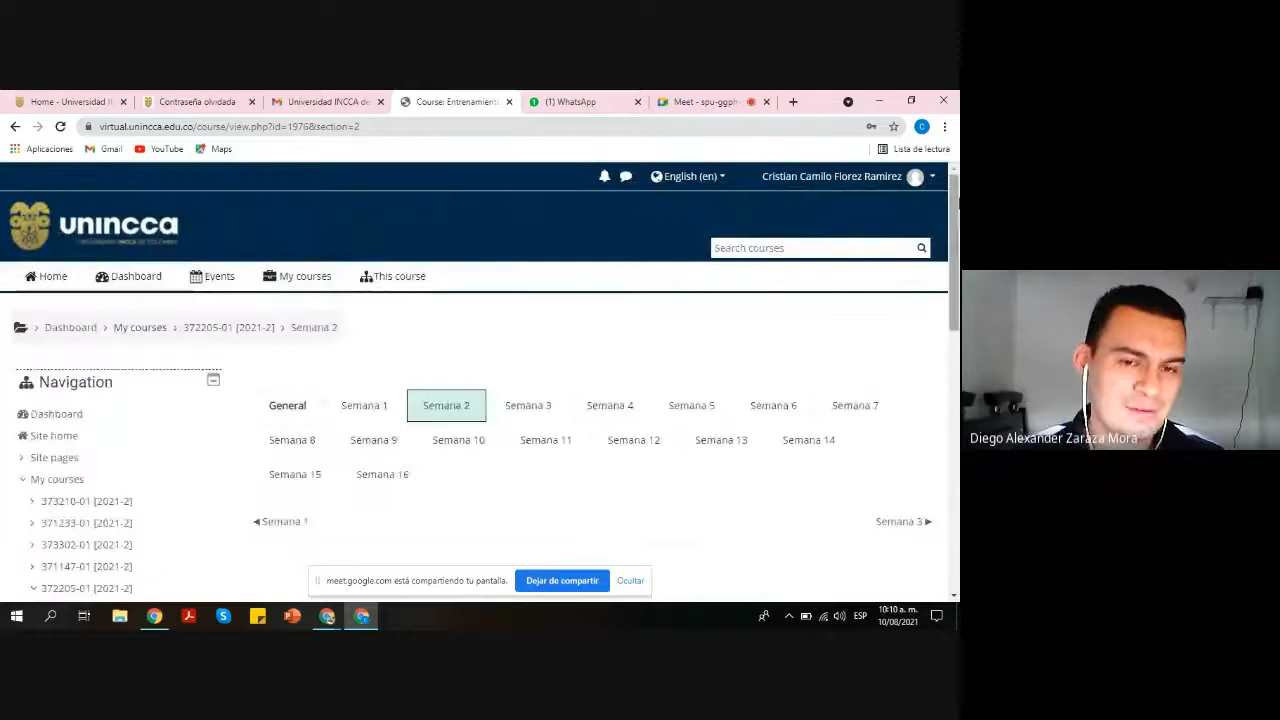 Home - Universidad I
Contraseña olvidada
Universidad INCCA de
Course: Entrenamient
(1) WhatsApp
Meet - spu-ggph-
virtual.unincca.edu.co/course/view.php?id=1976&section=2
Aplicaciones
Gmail
YouTube
Maps
Lista de lectura
English (en)
Cristian Camilo Florez Ramirez
unincca
Search courses
Home
Dashboard
Events
My courses
This course
Dashboard > My courses > 372205-01 [2021-2] > Semana 2
Navigation
Dashboard
Site home
Site pages
My courses
373210-01 [2021-2]
371233-01 [2021-2]
373302-01 [2021-2]
371147-01 [2021-2]
372205-01 [2021-2]
General Semana 1 Semana 2 Semana 3 Semana 4 Semana 5 Semana 6 Semana 7
Semana 8 Semana 9 Semana 10 Semana 11 Semana 12 Semana 13 Semana 14
Semana 15 Semana 16
◀ Semana 1
Semana 3 ▶
meet.google.com está compartiendo tu pantalla.
Dejar de compartir
Ocultar
ESP
10:10 a. m.
10/08/2021
Diego Alexander Zaraza Mora